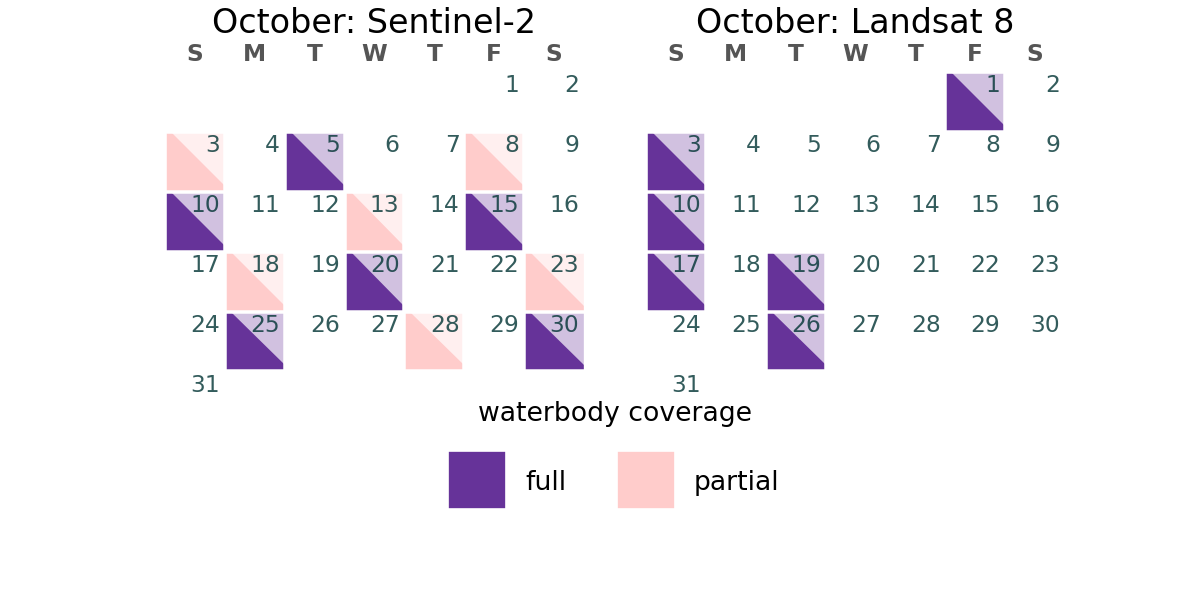 October: Sentinel-2
S M T W T F S
1 2
3 4 5 6 7 8 9
10 11 12 13 14 15 16
17 18 19 20 21 22 23
24 25 26 27 28 29 30
31
October: Landsat 8
S M T W T F S
1 2
3 4 5 6 7 8 9
10 11 12 13 14 15 16
17 18 19 20 21 22 23
24 25 26 27 28 29 30
31
waterbody coverage
full
partial